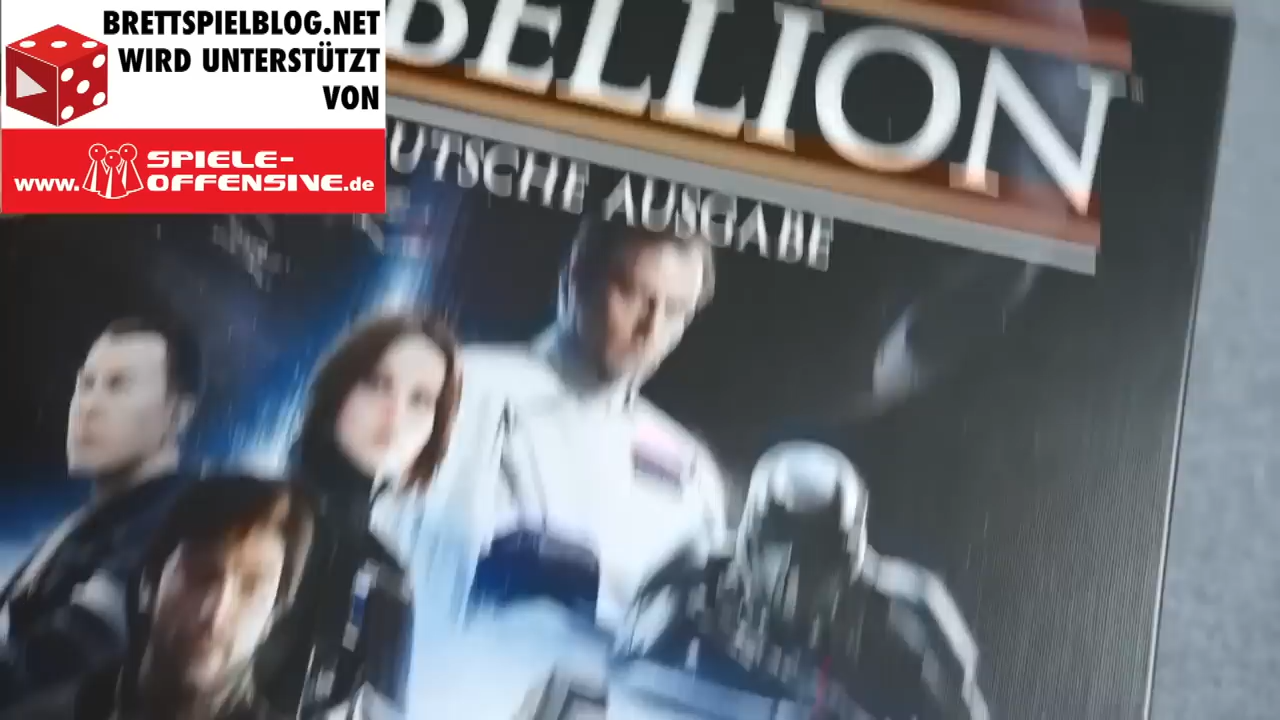 BRETTSPIELBLOG.NET
WIRD UNTERSTÜTZT
VON
www.
SPIELE-
OFFENSIVE.de
BELLION
UTSCHE AUSGABE